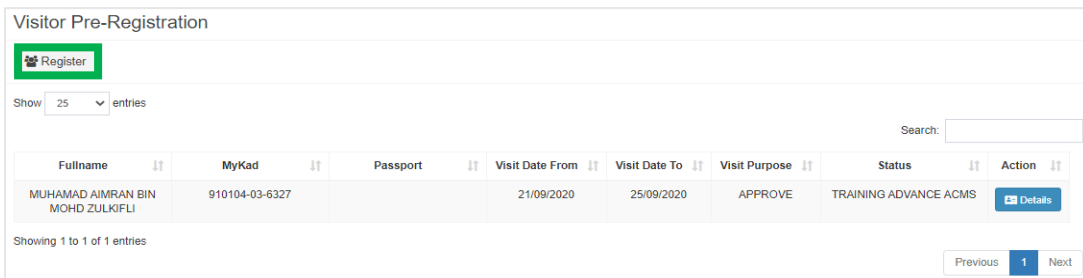 Visitor Pre-Registration
Register
Show 25 entries
Search:
Fullname MyKad Passport Visit Date From Visit Date To Visit Purpose Status Action
MUHAMAD AIMRAN BIN 910104-03-6327 21/09/2020 25/09/2020 APPROVE TRAINING ADVANCE ACMS Details
MOHD ZULKIFLI
Showing 1 to 1 of 1 entries
Previous 1 Next